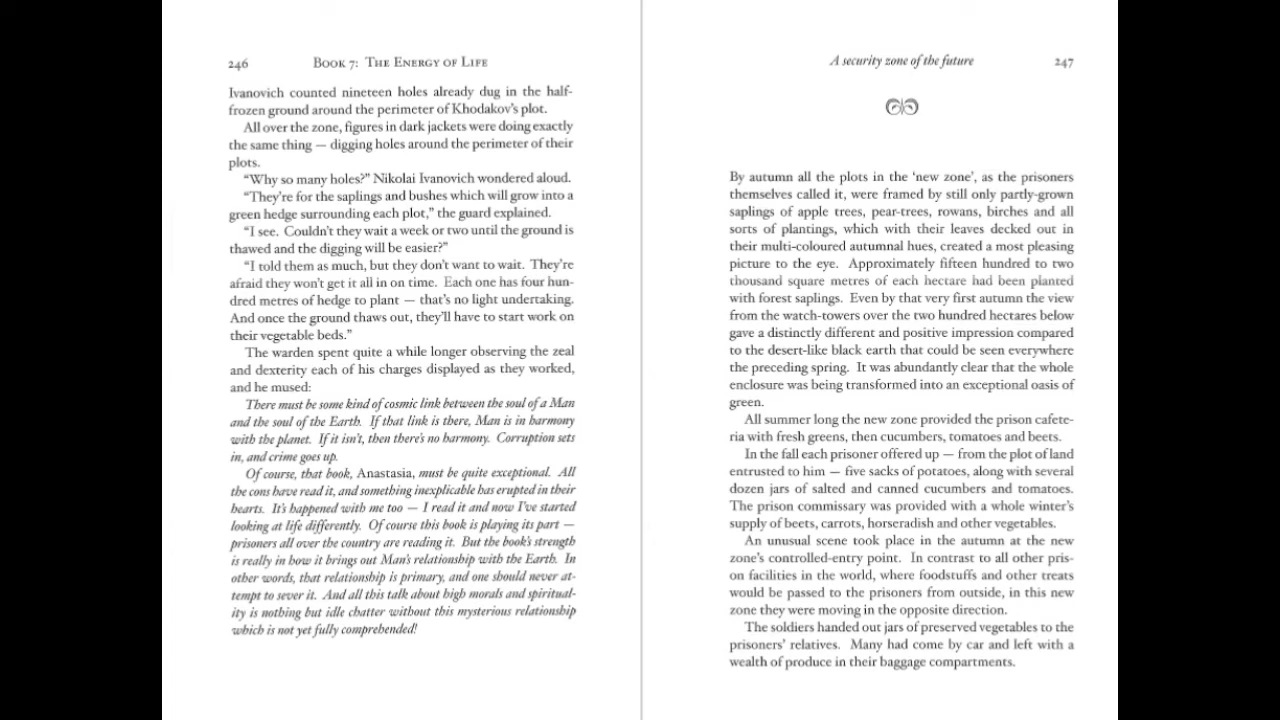 246
Book 7: The Energy of Life
Ivanovich counted nineteen holes already dug in the half-
frozen ground around the perimeter of Khodakov's plot.
All over the zone, figures in dark jackets were doing exactly
the same thing — digging holes around the perimeter of their
plots.
“Why so many holes?” Nikolai Ivanovich wondered aloud.
“They're for the saplings and bushes which will grow into a
green hedge surrounding each plot,” the guard explained.
“I see. Couldn't they wait a week or two until the ground is
thawed and the digging will be easier?”
“I told them as much, but they don't want to wait. They're
afraid they won't get it all in on time. Each one has four hun-
dred metres of hedge to plant — that's no light undertaking.
And once the ground thaws out, they'll have to start work on
their vegetable beds.”
The warden spent quite a while longer observing the zeal
and dexterity each of his charges displayed as they worked,
and he mused:
There must be some kind of cosmic link between the soul of a Man
and the soul of the Earth. If that link is there, Man is in harmony
with the planet. If it isn't, then there's no harmony. Corruption sets
in, and crime goes up.
Of course, that book, Anastasia, must be quite exceptional. All
the cons have read it, and something inexplicable has erupted in their
hearts. It's happened with me too — I read it and now I've started
looking at life differently. Of course this book is playing its part —
prisoners all over the country are reading it. But the book's strength
is really in how it brings out Man's relationship with the Earth. In
other words, that relationship is primary, and one should never at-
tempt to sever it. And all this talk about high morals and spiritual-
ity is nothing but idle chatter without this mysterious relationship
which is not yet fully comprehended!
A security zone of the future
247
By autumn all the plots in the ‘new zone’, as the prisoners
themselves called it, were framed by still only partly-grown
saplings of apple trees, pear-trees, rowans, birches and all
sorts of plantings, which with their leaves decked out in
their multi-coloured autumnal hues, created a most pleasing
picture to the eye. Approximately fifteen hundred to two
thousand square metres of each hectare had been planted
with forest saplings. Even by that very first autumn the view
from the watch-towers over the two hundred hectares below
gave a distinctly different and positive impression compared
to the desert-like black earth that could be seen everywhere
the preceding spring. It was abundantly clear that the whole
enclosure was being transformed into an exceptional oasis of
green.
All summer long the new zone provided the prison cafete-
ria with fresh greens, then cucumbers, tomatoes and beets.
In the fall each prisoner offered up — from the plot of land
entrusted to him — five sacks of potatoes, along with several
dozen jars of salted and canned cucumbers and tomatoes.
The prison commissary was provided with a whole winter's
supply of beets, carrots, horseradish and other vegetables.
An unusual scene took place in the autumn at the new
zone's controlled-entry point. In contrast to all other pris-
on facilities in the world, where foodstuffs and other treats
would be passed to the prisoners from outside, in this new
zone they were moving in the opposite direction.
The soldiers handed out jars of preserved vegetables to the
prisoners' relatives. Many had come by car and left with a
wealth of produce in their baggage compartments.